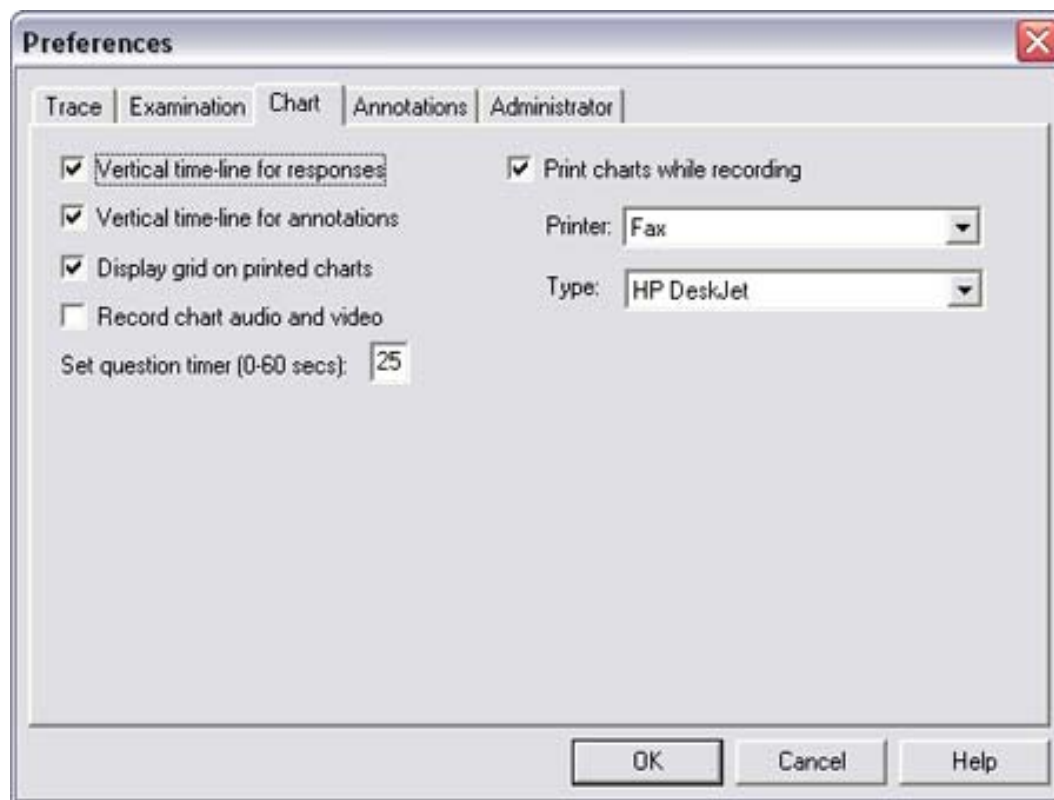 Preferences
Trace Examination Chart Annotations Administrator
Vertical time-line for responses
Vertical time-line for annotations
Display grid on printed charts
Record chart audio and video
Set question timer (0-60 secs): 25
Print charts while recording
Printer: Fax
Type: HP DeskJet
OK Cancel Help